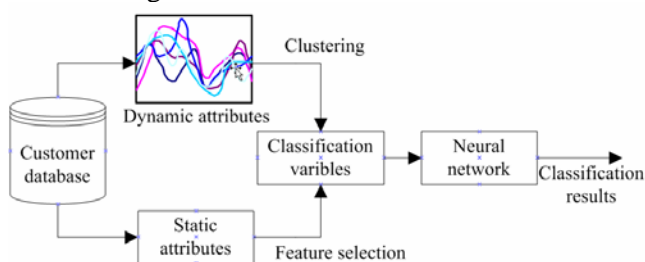 Clustering
Dynamic attributes
Customer
database
Classification
varibles
Neural
network
Classification
results
Static
attributes
Feature selection